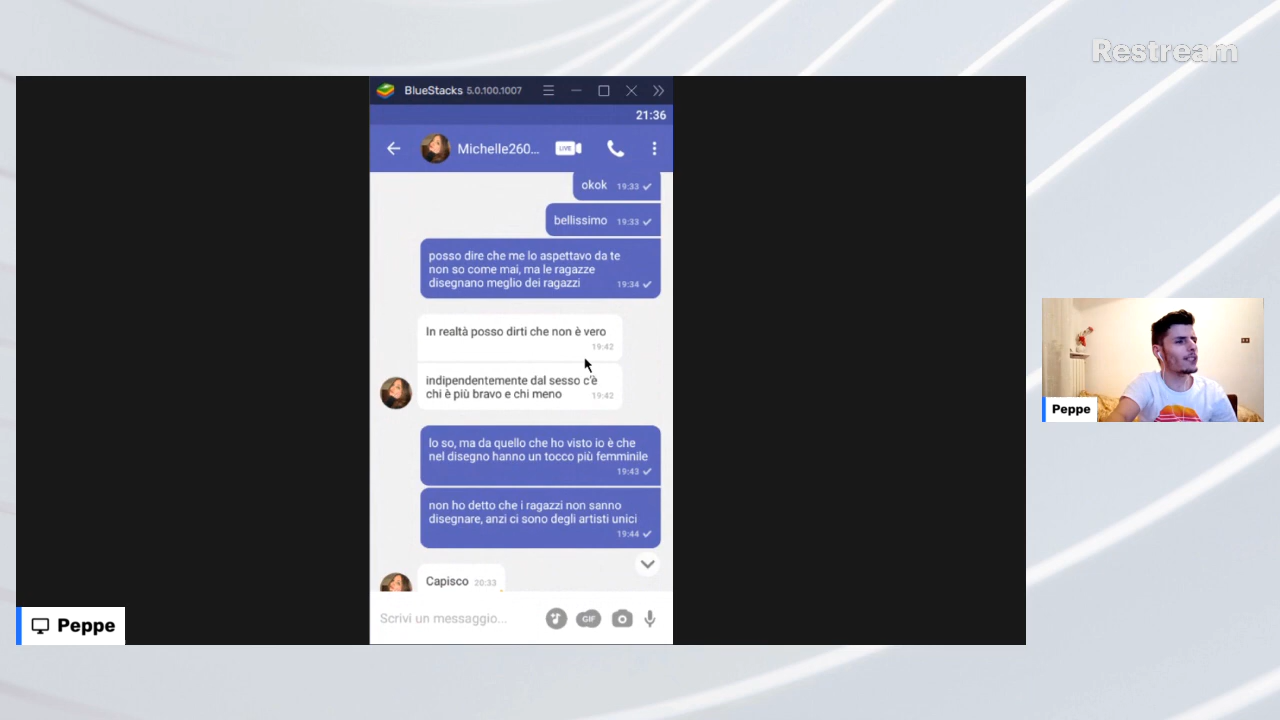 Restream
BlueStacks 5.0.100.1007
21:36
Michelle260...
LIVE
okok 19:33
bellissimo 19:33
posso dire che me lo aspettavo da te
non so come mai, ma le ragazze
disegnano meglio dei ragazzi 19:34
In realtà posso dirti che non è vero
19:42
indipendentemente dal sesso c'è
chi è più bravo e chi meno 19:42
lo so, ma da quello che ho visto io è che
nel disegno hanno un tocco più femminile
19:43
non ho detto che i ragazzi non sanno
disegnare, anzi ci sono degli artisti unici
19:44
Capisco 20:33
Scrivi un messaggio...
GIF
Peppe
Peppe